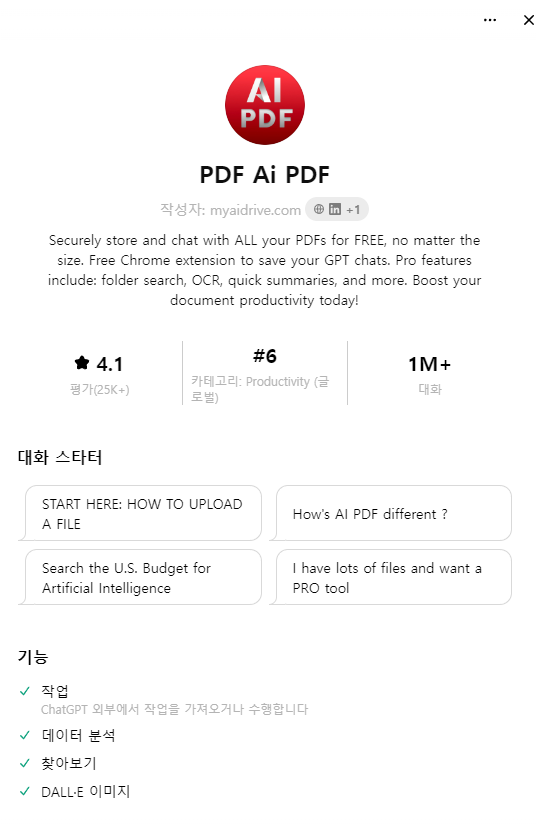 AI
PDF
PDF Ai PDF
작성자: myaidrive.com +1
Securely store and chat with ALL your PDFs for FREE, no matter the
size. Free Chrome extension to save your GPT chats. Pro features
include: folder search, OCR, quick summaries, and more. Boost your
document productivity today!
4.1
평가(25K+)
#6
카테고리: Productivity (글
로벌)
1M+
대화
대화 스타터
START HERE: HOW TO UPLOAD
A FILE
How's AI PDF different ?
Search the U.S. Budget for
Artificial Intelligence
I have lots of files and want a
PRO tool
기능
작업
ChatGPT 외부에서 작업을 가져오거나 수행합니다
데이터 분석
찾아보기
DALL·E 이미지